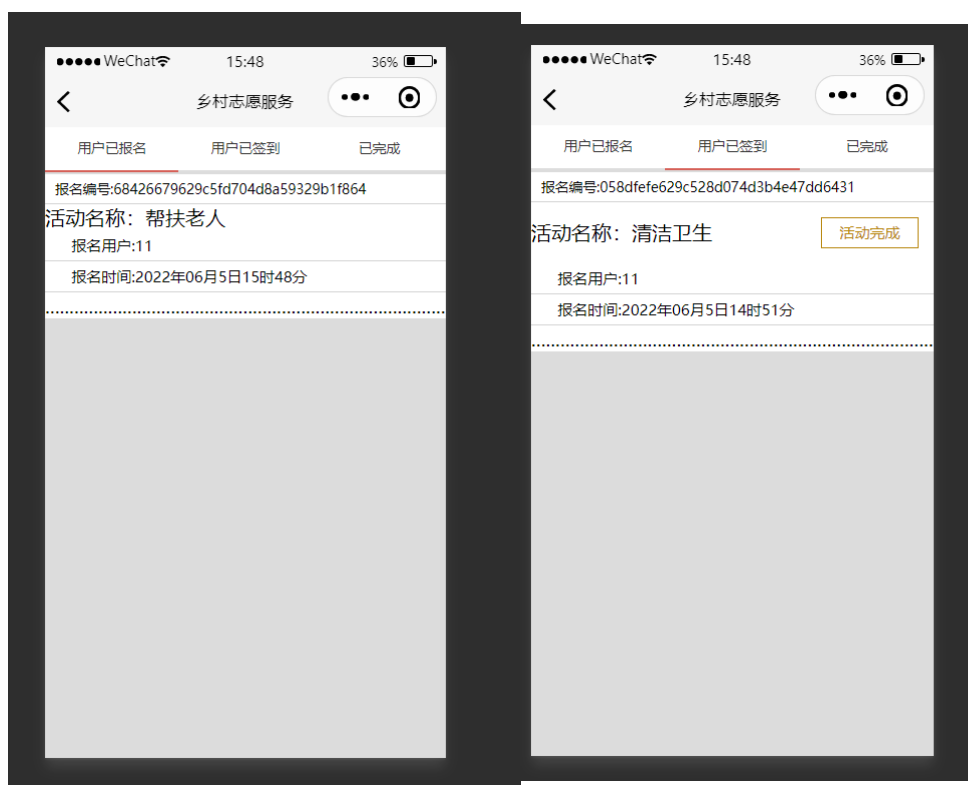 WeChat 15:48 36%
乡村志愿服务
用户已报名 用户已签到 已完成
报名编号:68426679629c5fd704d8a59329b1f864
活动名称：帮扶老人
报名用户:11
报名时间:2022年06月5日15时48分
WeChat 15:48 36%
乡村志愿服务
用户已报名 用户已签到 已完成
报名编号:058dfefe629c528d074d3b4e47dd6431
活动名称：清洁卫生 活动完成
报名用户:11
报名时间:2022年06月5日14时51分